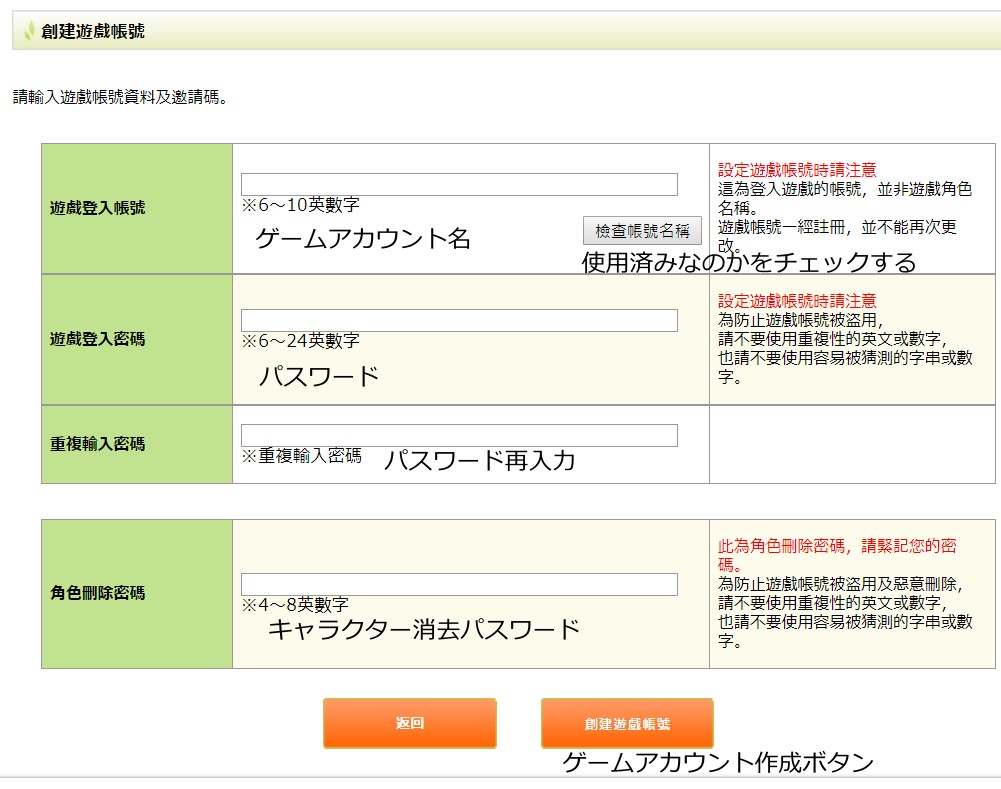 創建遊戲帳號
請輸入遊戲帳號資料及邀請碼。
遊戲登入帳號
※6～10英數字
ゲームアカウント名
檢查帳號名稱
使用済みなのかをチェックする
設定遊戲帳號時請注意
這為登入遊戲的帳號，並非遊戲角色
名稱。
遊戲帳號一經註冊，並不能再次更
改。
遊戲登入密碼
※6～24英數字
パスワード
設定遊戲帳號時請注意
為防止遊戲帳號被盜用，
請不要使用重複性的英文或數字，
也請不要使用容易被猜測的字串或數
字。
重複輸入密碼
※重複輸入密碼
パスワード再入力
角色刪除密碼
※4～8英數字
キャラクター消去パスワード
此為角色刪除密碼，請緊記您的密
碼。
為防止遊戲帳號被盜用及惡意刪除，
請不要使用重複性的英文或數字，
也請不要使用容易被猜測的字串或數
字。
返回
創建遊戲帳號
ゲームアカウント作成ボタン